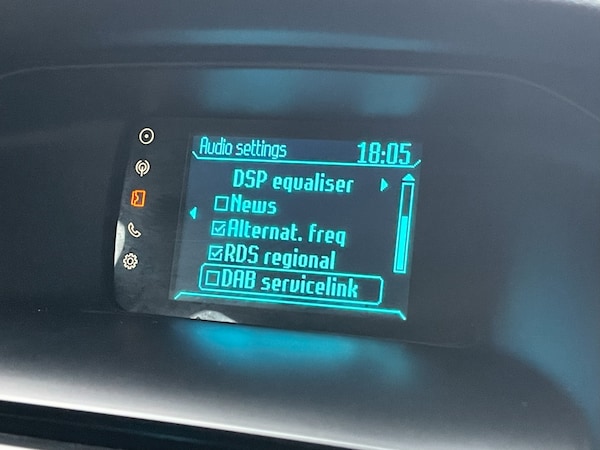 Audio settings 18:05
DSP equaliser
News
Alternat. freq
RDS regional
DAB servicelink